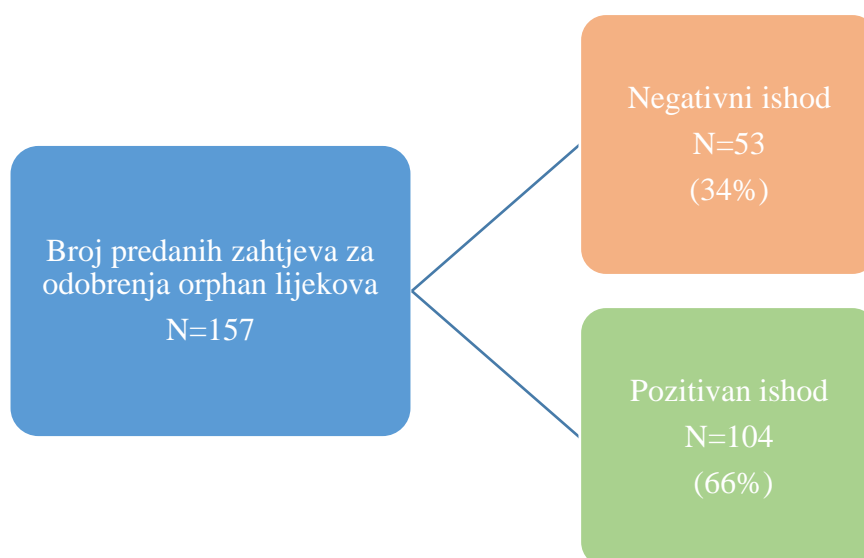 Broj predanih zahtjeva za
odobrenja orphan lijekova
N=157
Negativni ishod
N=53
(34%)
Pozitivan ishod
N=104
(66%)